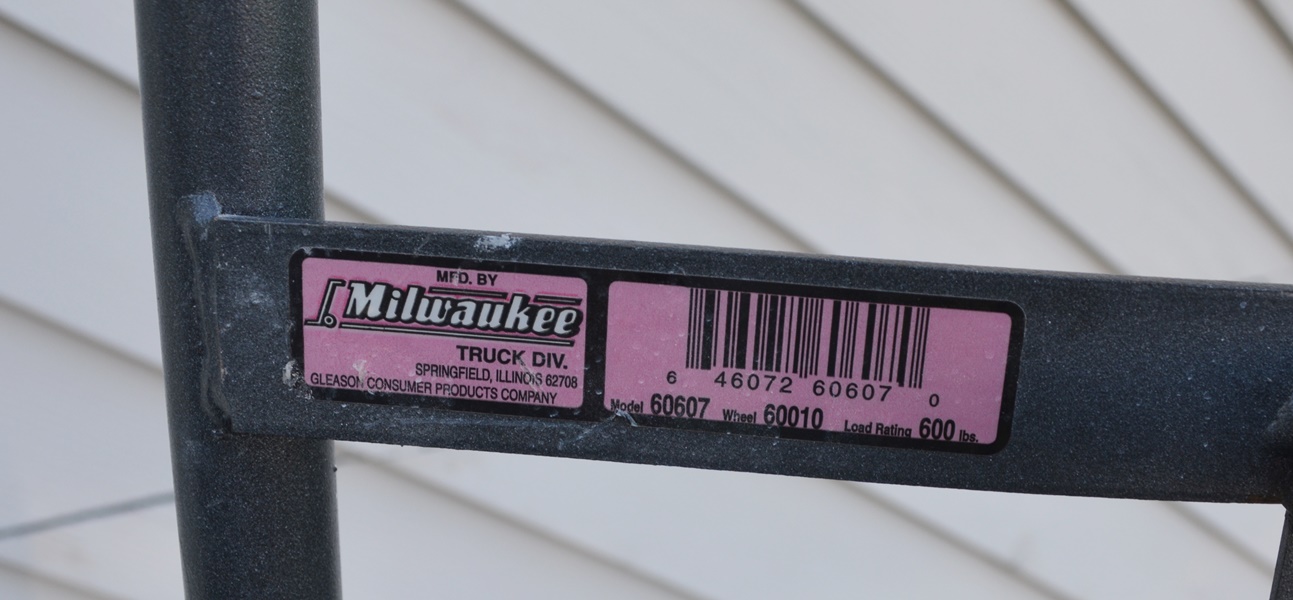 MFD. BY
Milwaukee
TRUCK DIV.
SPRINGFIELD, ILLINOIS 62708
GLEASON CONSUMER PRODUCTS COMPANY
6 46072 60607 0
Model 60607 Wheel 60010 Load Rating 600 lbs.